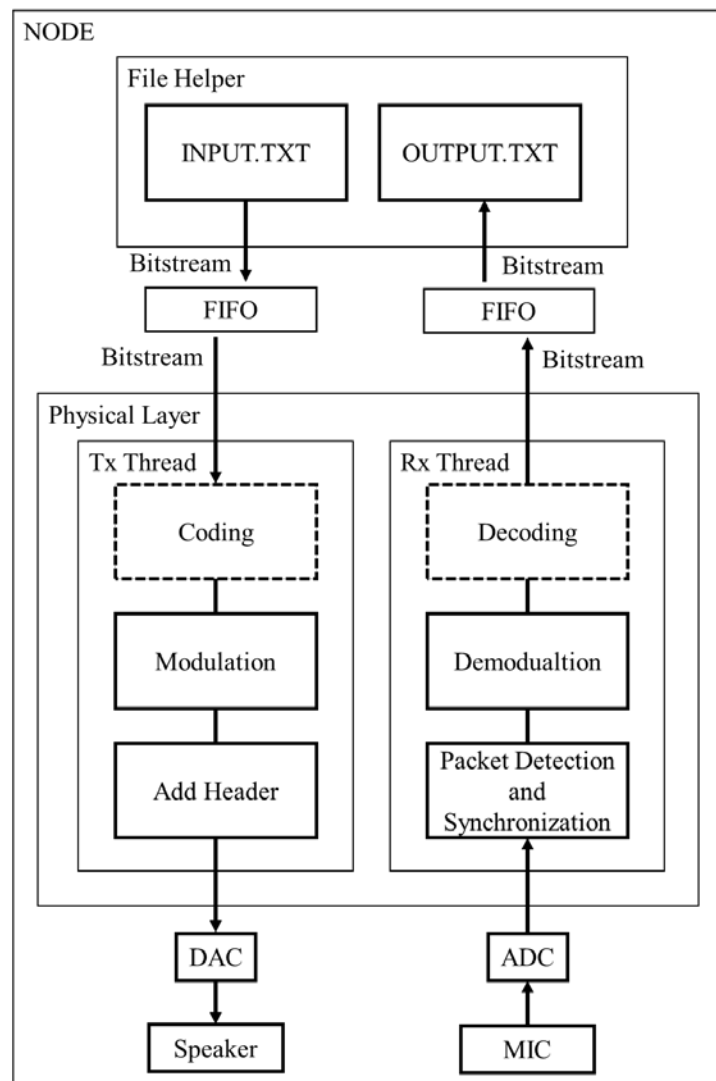 NODE
File Helper
INPUT.TXT
OUTPUT.TXT
Bitstream
Bitstream
FIFO
FIFO
Bitstream
Bitstream
Physical Layer
Tx Thread
Rx Thread
Coding
Decoding
Modulation
Demodualtion
Add Header
Packet Detection
and
Synchronization
DAC
ADC
Speaker
MIC